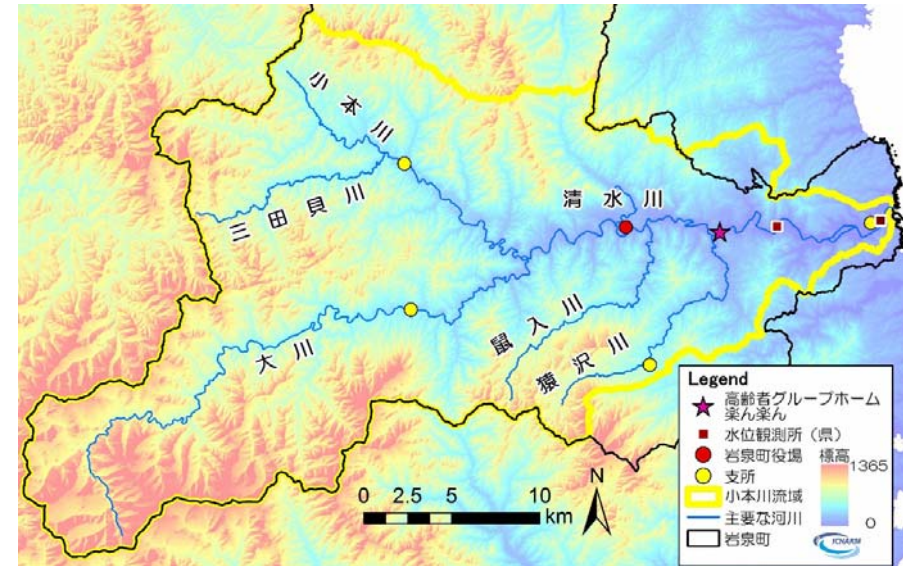 小本川
三田貝川
清水川
大川
鼠入川
猿沢川
0 2.5 5 10
km
N
Legend
高齢者グループホーム
楽ん楽ん
水位観測所（県）
岩泉町役場 標高
支所 1365
小本川流域
主要な河川
岩泉町 0
ICHARM